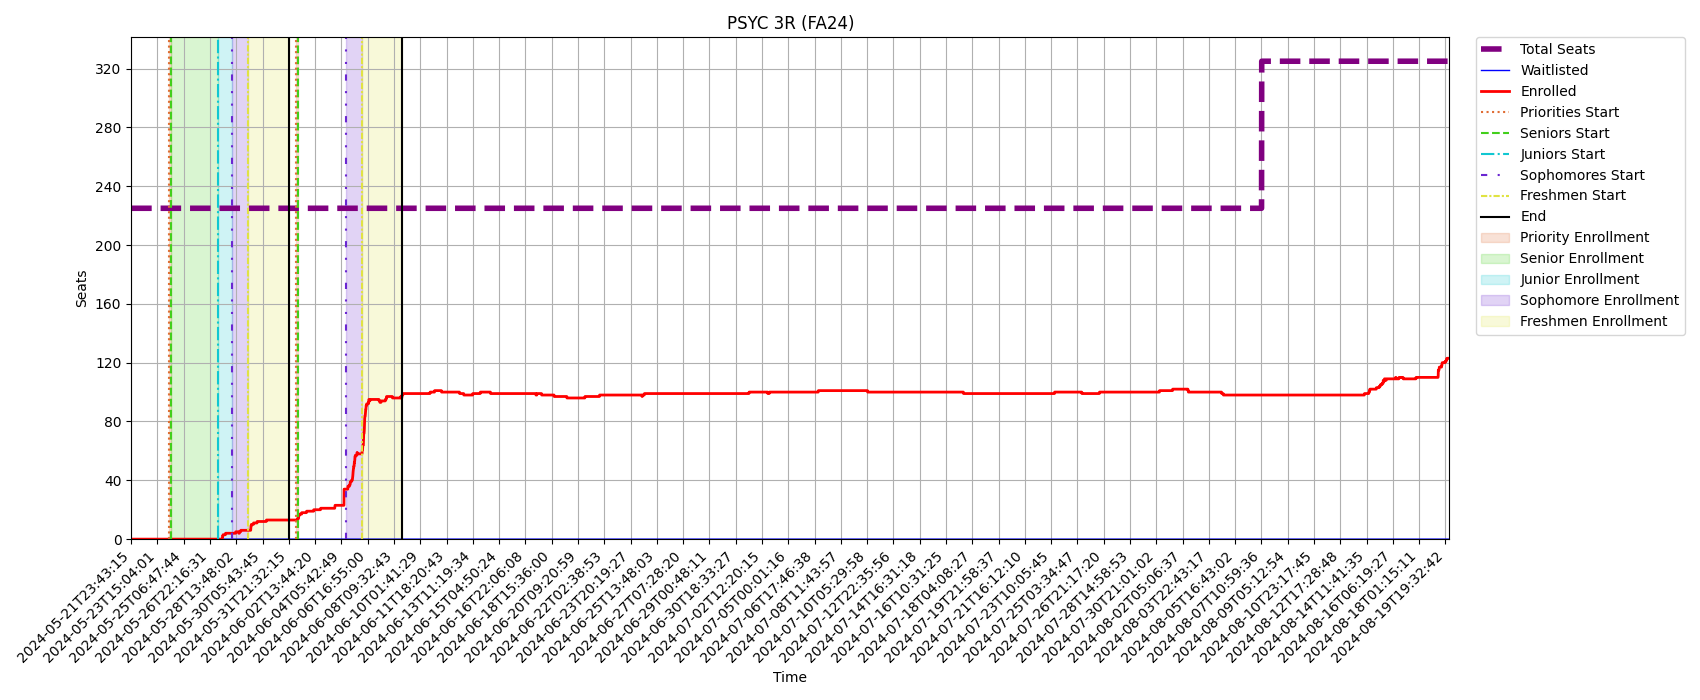 PSYC 3R (FA24)
Seats
320
280
240
200
160
120
80
40
0
2024-05-21T23:43:15
2024-05-23T15:04:01
2024-05-25T06:47:44
2024-05-26T22:16:31
2024-05-28T13:48:02
2024-05-30T05:43:45
2024-05-31T21:32:15
2024-06-02T13:44:20
2024-06-04T05:42:49
2024-06-06T16:55:00
2024-06-08T09:32:43
2024-06-10T01:41:29
2024-06-11T18:20:43
2024-06-13T11:19:34
2024-06-15T04:50:24
2024-06-16T22:06:08
2024-06-18T15:36:00
2024-06-20T09:20:59
2024-06-22T02:38:53
2024-06-23T20:19:27
2024-06-25T13:48:03
2024-06-27T07:28:20
2024-06-29T00:48:11
2024-06-30T18:33:27
2024-07-02T12:20:15
2024-07-05T00:01:16
2024-07-06T17:46:38
2024-07-08T11:43:57
2024-07-10T05:29:58
2024-07-12T22:35:56
2024-07-14T16:31:18
2024-07-16T10:31:25
2024-07-18T04:08:27
2024-07-19T21:58:37
2024-07-21T16:12:10
2024-07-23T10:05:45
2024-07-25T03:34:47
2024-07-26T21:17:20
2024-07-28T14:58:53
2024-07-30T21:01:02
2024-08-02T05:06:37
2024-08-03T22:43:17
2024-08-05T16:43:02
2024-08-07T10:59:36
2024-08-09T05:12:54
2024-08-10T23:17:45
2024-08-12T17:28:48
2024-08-14T11:41:35
2024-08-16T06:19:27
2024-08-18T01:15:11
2024-08-19T19:32:42
Time
Total Seats
Waitlisted
Enrolled
Priorities Start
Seniors Start
Juniors Start
Sophomores Start
Freshmen Start
End
Priority Enrollment
Senior Enrollment
Junior Enrollment
Sophomore Enrollment
Freshmen Enrollment